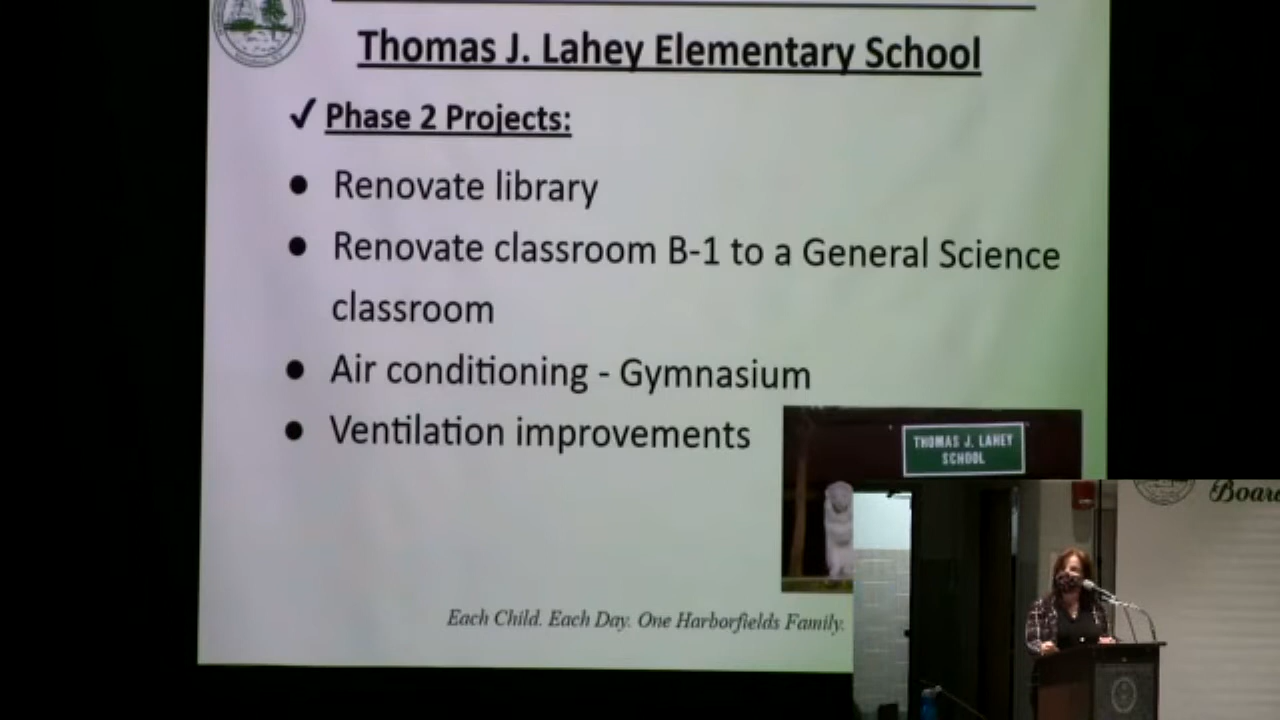 Thomas J. Lahey Elementary School
✓ Phase 2 Projects:
● Renovate library
● Renovate classroom B-1 to a General Science
classroom
● Air conditioning - Gymnasium
● Ventilation improvements
THOMAS J. LAHEY
SCHOOL
Each Child. Each Day. One Harborfields Family.